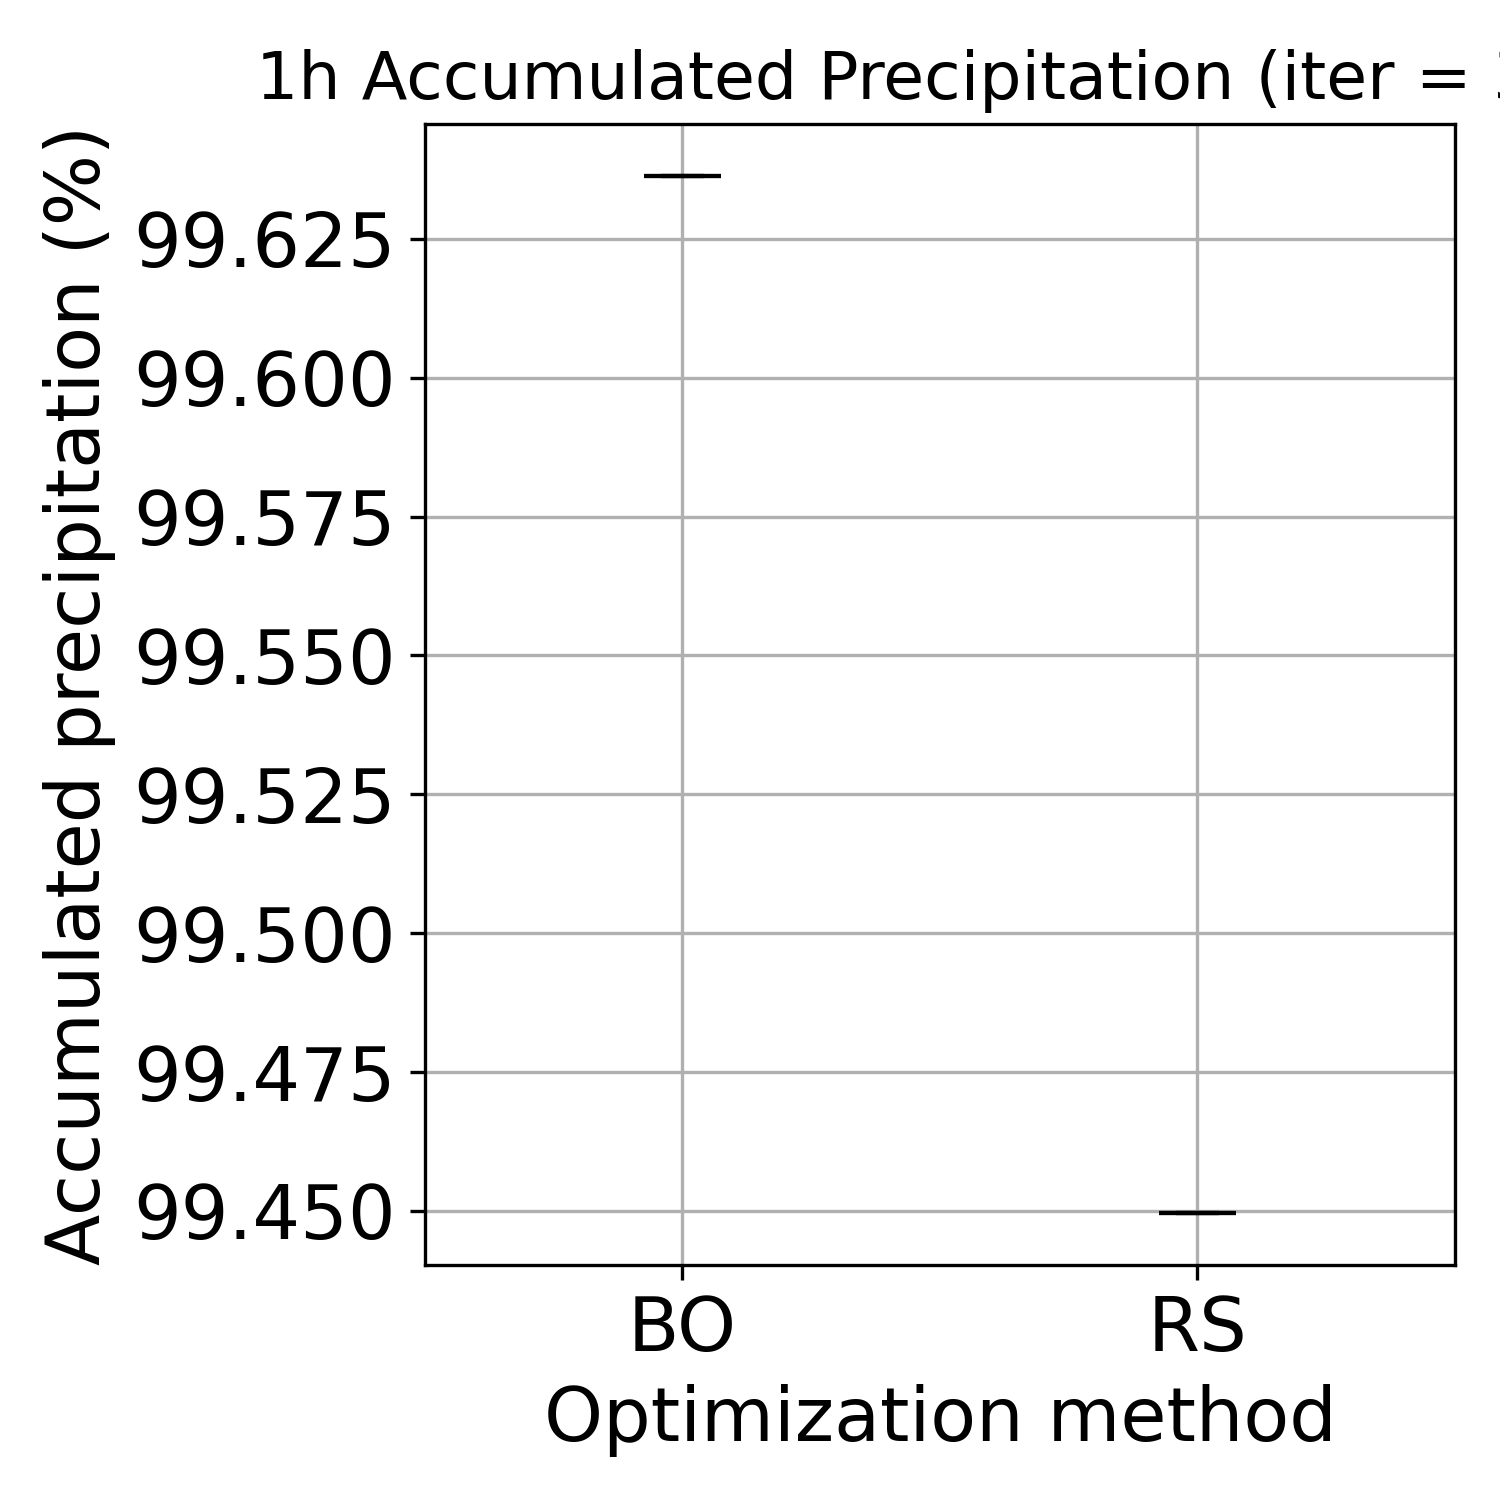 1h Accumulated Precipitation (iter =
Accumulated precipitation (%)
99.625
99.600
99.575
99.550
99.525
99.500
99.475
99.450
BO RS
Optimization method